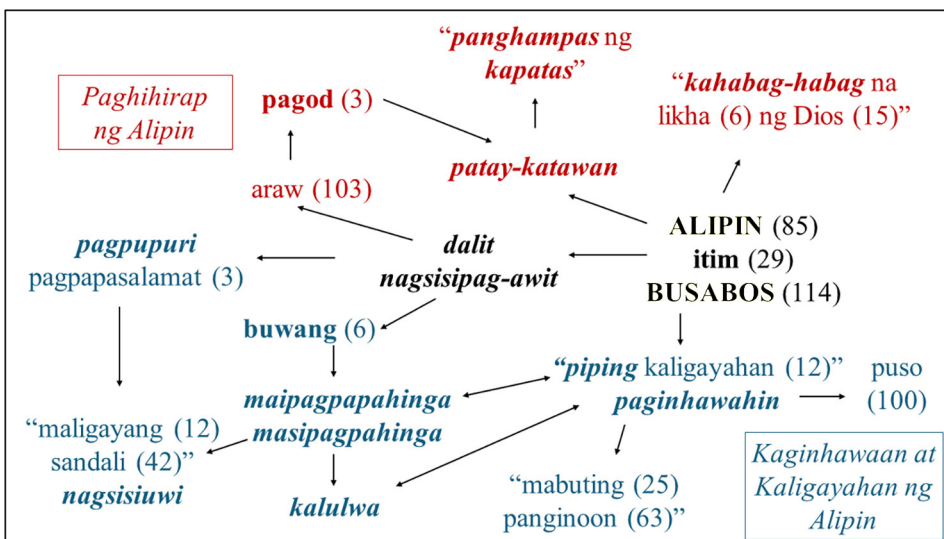 “panghampas ng
kapatas”
Paghihirap
ng Alipin
pagod (3)
“kahabag-habag na
likha (6) ng Dios (15)”
patay-katawan
araw (103)
ALIPIN (85)
itim (29)
BUSABOS (114)
dalit
nagsisipag-awit
pagpupuri
pagpapasalamat (3)
buwang (6)
“piping kaligayahan (12)”
paginhawahin
puso
(100)
maipagpapahinga
masipagpahinga
“maligayang (12)
sandali (42)”
nagsisiuwi
kalulwa
“mabuting (25)
panginoon (63)”
Kaginhawaan at
Kaligayahan ng
Alipin